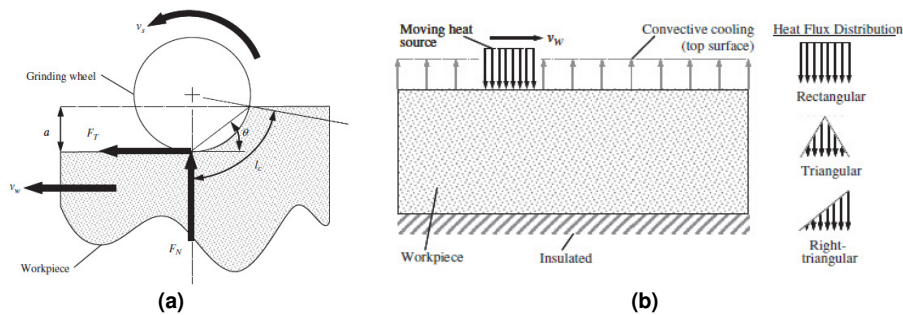 v_s
Grinding wheel
a
F_T
θ
l_c
v_w
F_N
Workpiece
(a)
Moving heat
source
v_W
Convective cooling
(top surface)
Workpiece
Insulated
Heat Flux Distribution
Rectangular
Triangular
Right-
triangular
(b)